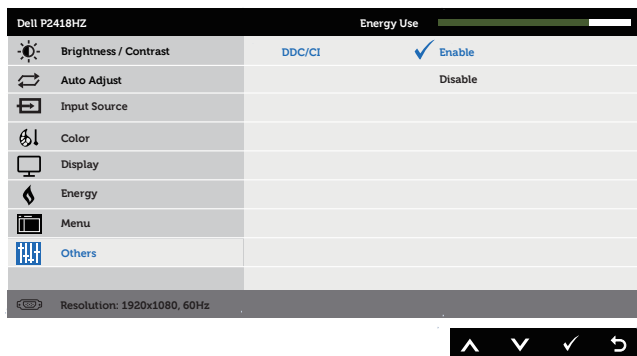 Dell P2418HZ Energy Use
Brightness / Contrast DDC/CI Enable
Auto Adjust Disable
Input Source
Color
Display
Energy
Menu
Others
Resolution: 1920x1080, 60Hz